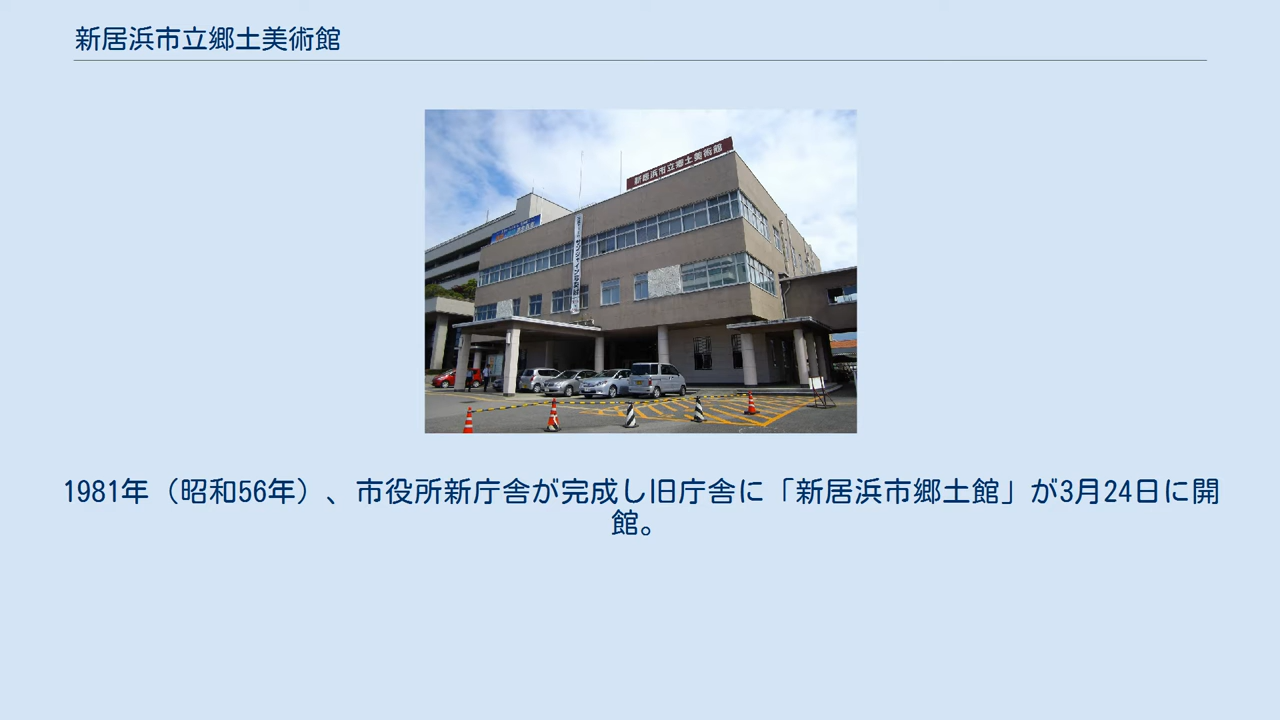 新居浜市立郷土美術館
新居浜市立郷土美術館
1981年（昭和56年）、市役所新庁舎が完成し旧庁舎に「新居浜市郷土館」が3月24日に開
館。